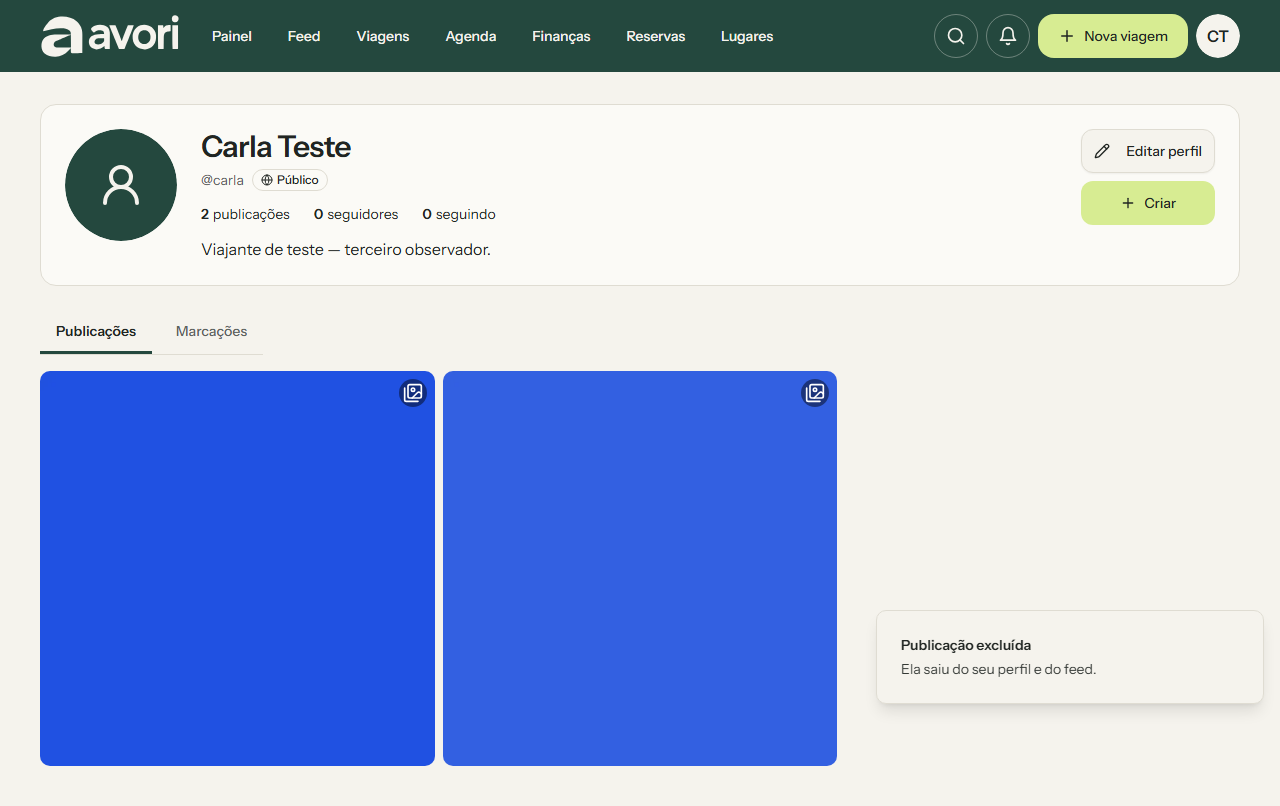 avori
Painel
Feed
Viagens
Agenda
Finanças
Reservas
Lugares
Nova viagem
CT
Carla Teste
@carla
Público
2 publicações
0 seguidores
0 seguindo
Viajante de teste — terceiro observador.
Editar perfil
Criar
Publicações
Marcações
Publicação excluída
Ela saiu do seu perfil e do feed.